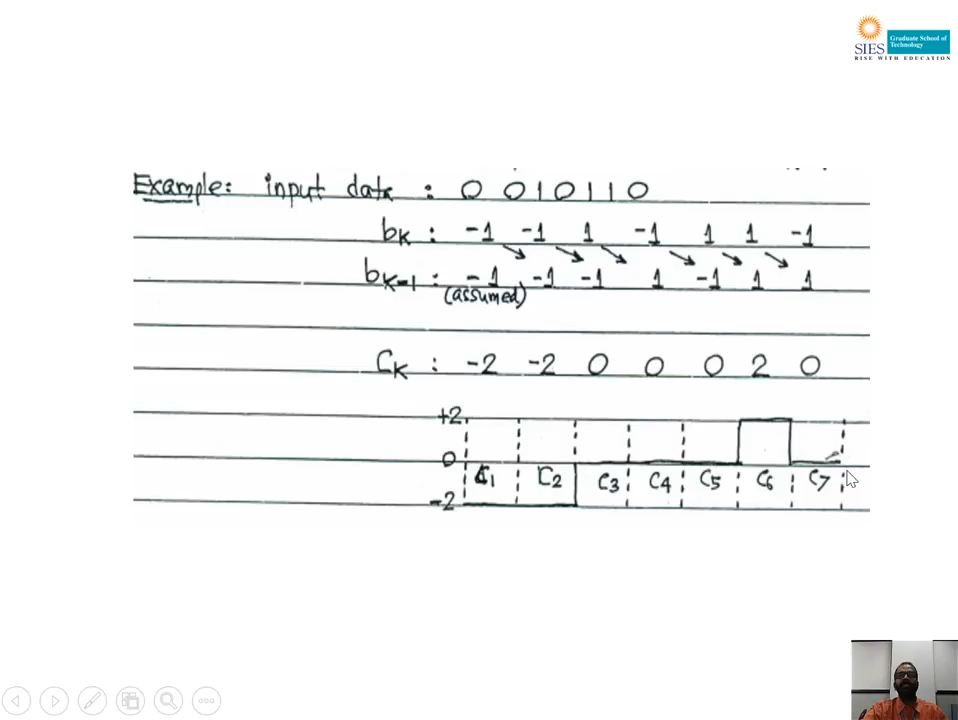 SIES
Graduate School of
Technology
RISE WITH EDUCATION
Example: input data : 0 0 1 0 1 1 0
bK : -1 -1 1 -1 1 1 -1
bK-1 : -1 -1 -1 1 -1 1 1
(assumed)
CK : -2 -2 0 0 0 2 0
+2
0
C1 C2 C3 C4 C5 C6 C7
-2